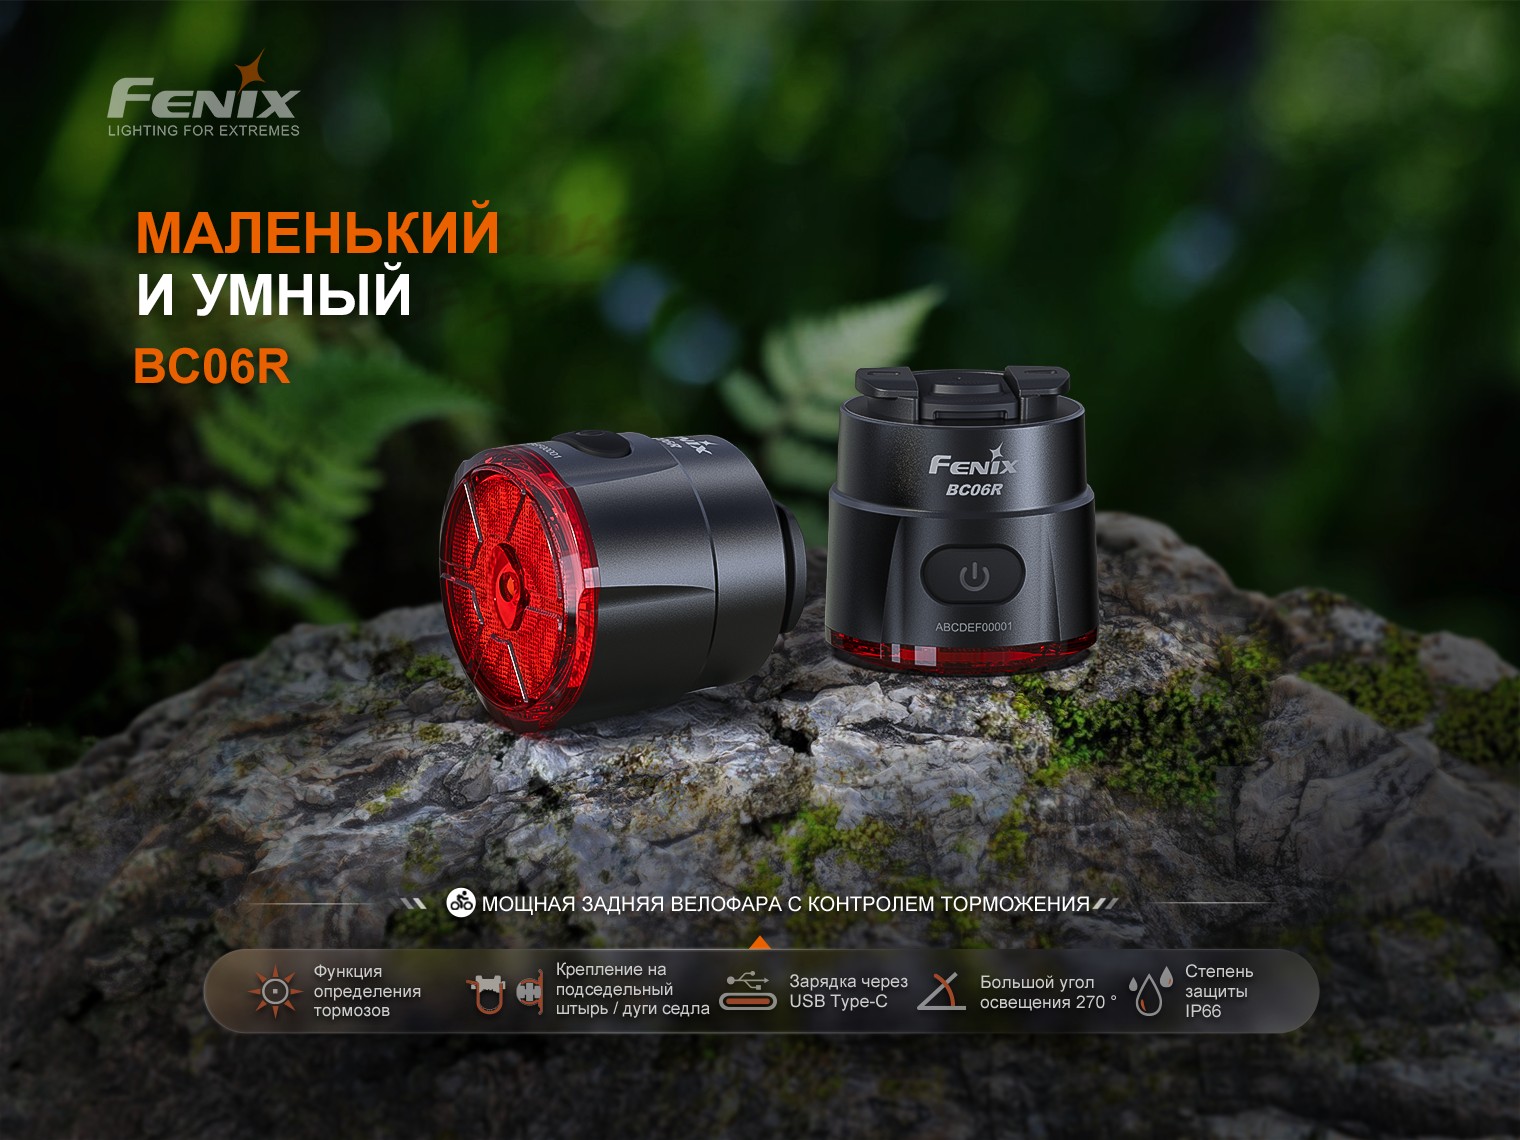 FENIX
LIGHTING FOR EXTREMES
МАЛЕНЬКИЙ
И УМНЫЙ
BC06R
FENIX
BC06R
ABCDEF00001
МОЩНАЯ ЗАДНЯЯ ВЕЛОФАРА С КОНТРОЛЕМ ТОРМОЖЕНИЯ
Функция
определения
тормозов
Крепление на
подседельный
штырь / дуги седла
Зарядка через
USB Type-C
Большой угол
освещения 270 °
Степень
защиты
IP66